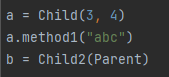 a = Child(3, 4)
a.method1("abc")
b = Child2(Parent)